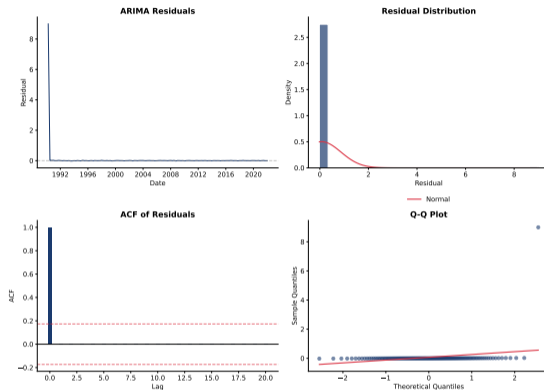 ARIMA Residuals
8
6
4
2
0
Residual
1992 1996 2000 2004 2008 2012 2016 2020
Date
Residual Distribution
2.5
2.0
1.5
1.0
0.5
0.0
Density
0 2 4 6 8
Residual
Normal
ACF of Residuals
1.0
0.8
0.6
0.4
0.2
0.0
−0.2
ACF
0.0 2.5 5.0 7.5 10.0 12.5 15.0 17.5 20.0
Lag
Q-Q Plot
8
6
4
2
0
Sample Quantiles
−2 −1 0 1 2
Theoretical Quantiles